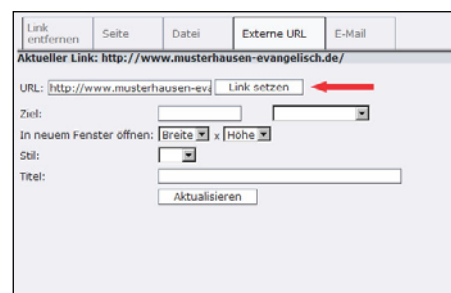 Link entfernen Seite Datei Externe URL E-Mail
Aktueller Link: http://www.musterhausen-evangelisch.de/
URL: http://www.musterhausen-eva Link setzen
Ziel:
In neuem Fenster öffnen: Breite x Höhe
Stil:
Titel:
Aktualisieren